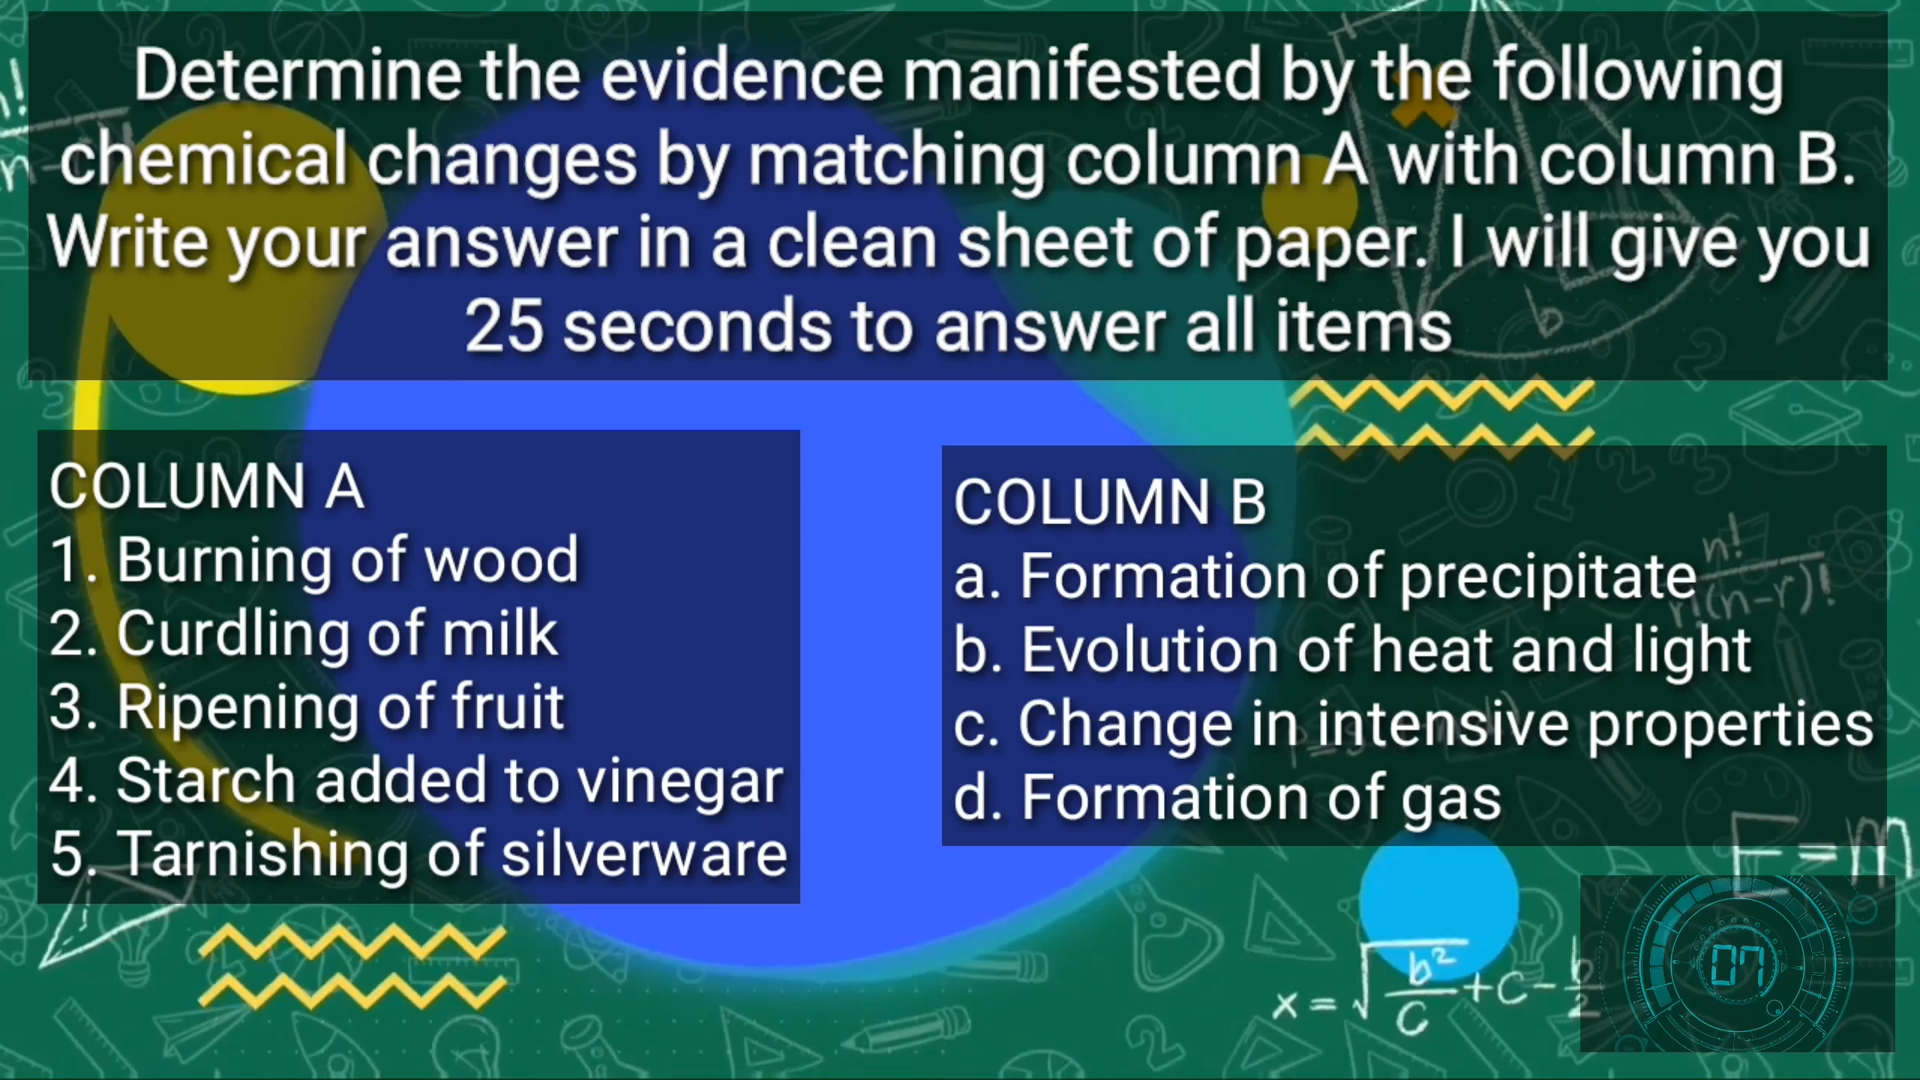 Determine the evidence manifested by the following
chemical changes by matching column A with column B.
Write your answer in a clean sheet of paper. I will give you
25 seconds to answer all items
COLUMN A
1. Burning of wood
2. Curdling of milk
3. Ripening of fruit
4. Starch added to vinegar
5. Tarnishing of silverware
COLUMN B
a. Formation of precipitate
b. Evolution of heat and light
c. Change in intensive properties
d. Formation of gas
n!
r!(n-r)!
b
E=m
x = √b²/c + c - b/2
07